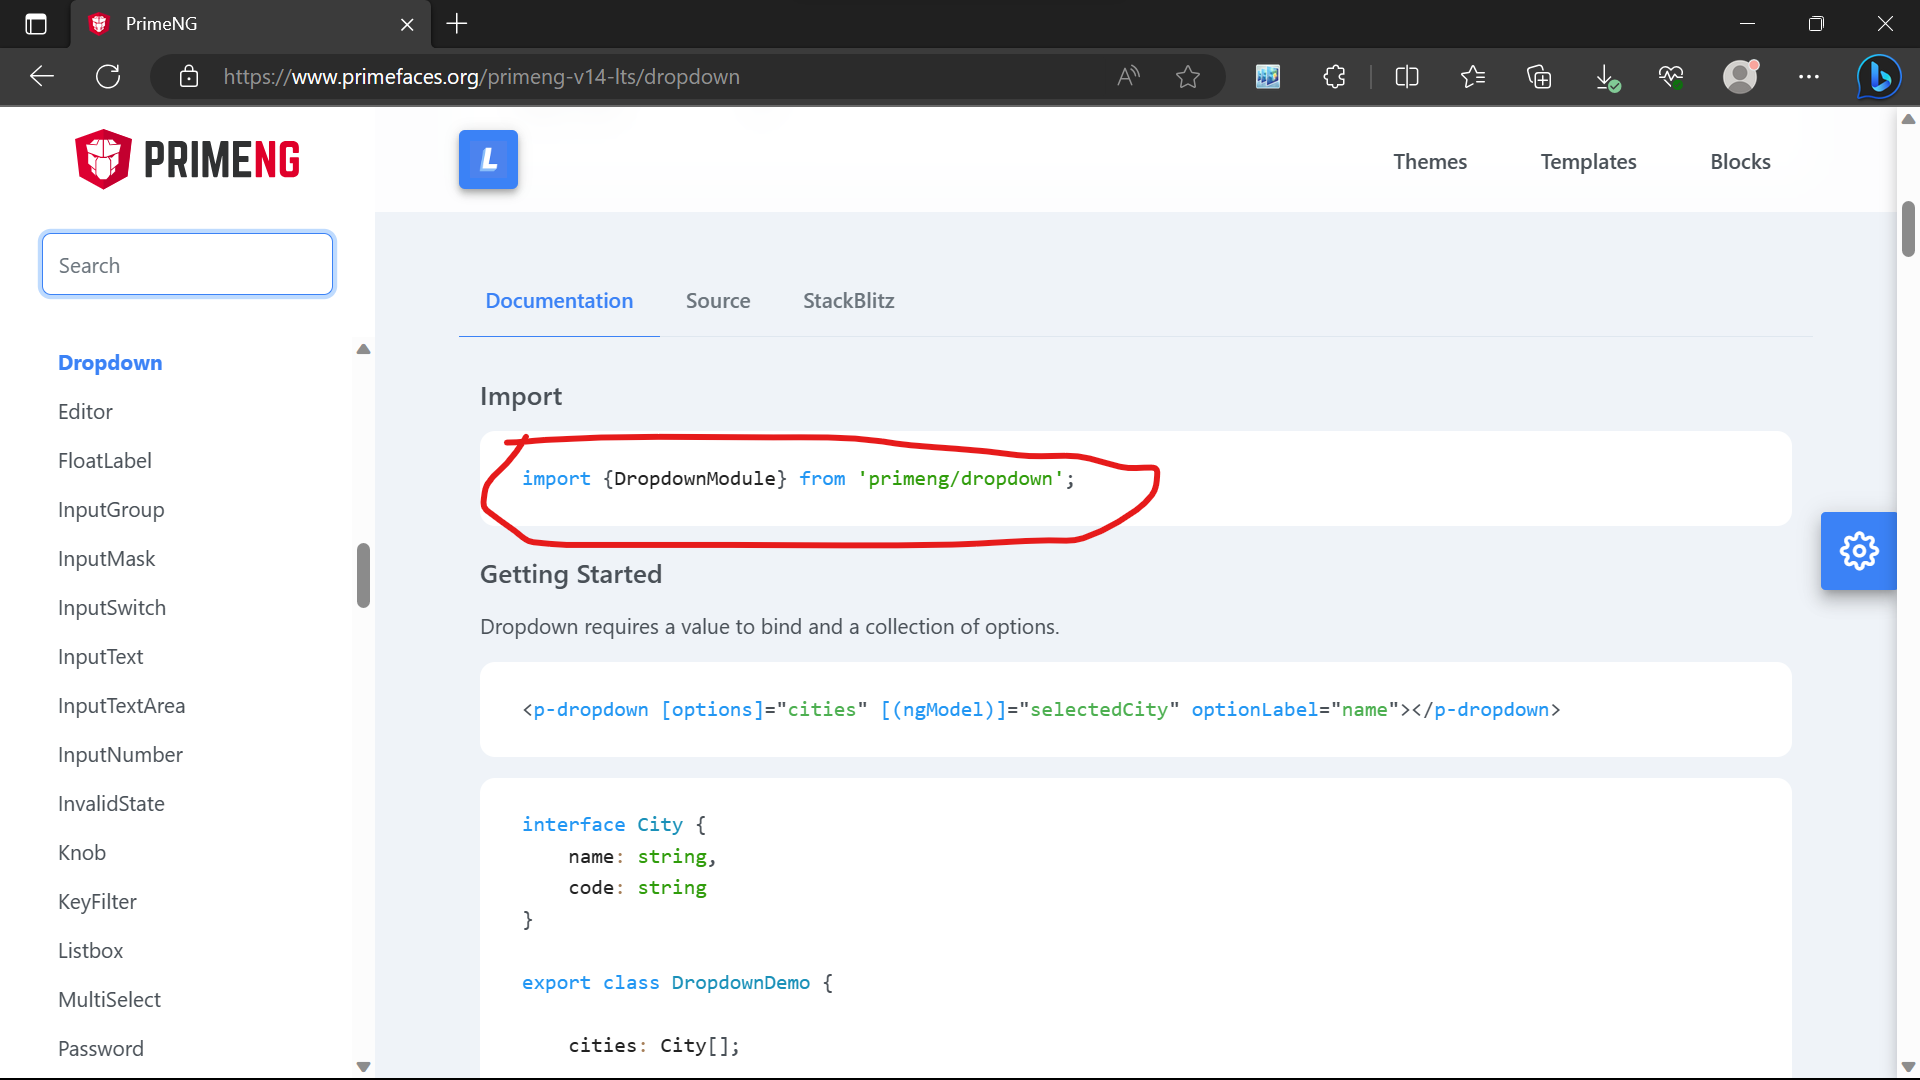 PrimeNG
https://www.primefaces.org/primeng-v14-lts/dropdown
PRIMENG
L
Themes
Templates
Blocks
Search
Dropdown
Editor
FloatLabel
InputGroup
InputMask
InputSwitch
InputText
InputTextArea
InputNumber
InvalidState
Knob
KeyFilter
Listbox
MultiSelect
Password
Documentation
Source
StackBlitz
Import
import {DropdownModule} from 'primeng/dropdown';
Getting Started
Dropdown requires a value to bind and a collection of options.
<p-dropdown [options]="cities" [(ngModel)]="selectedCity" optionLabel="name"></p-dropdown>
interface City {
name: string,
code: string
}
export class DropdownDemo {
cities: City[];